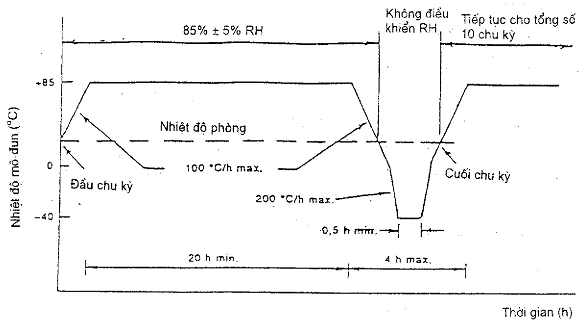 85% ± 5% RH
Không điều
khiển RH
Tiếp tục cho tổng số
10 chu kỳ
+85
Nhiệt độ phòng
Nhiệt độ mô-đun (°C)
0
100 °C/h max.
Đầu chu kỳ
Cuối chu kỳ
200 °C/h max.
-40
0,5 h min.
20 h min.
4 h max.
Thời gian (h)